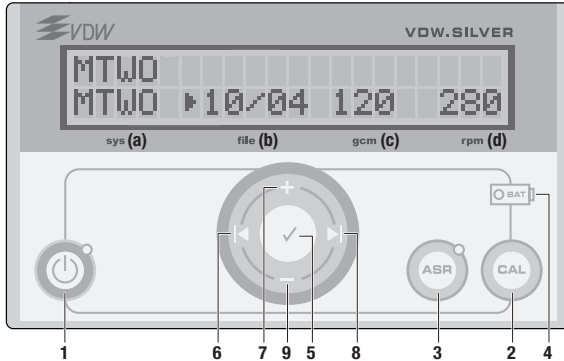 VDW VDW.SILVER
MTWO
MTWO ▶10/04 120 280
sys (a) file (b) gcm (c) rpm (d)
BAT
ASR CAL
1 6 7 9 5 8 3 2 4